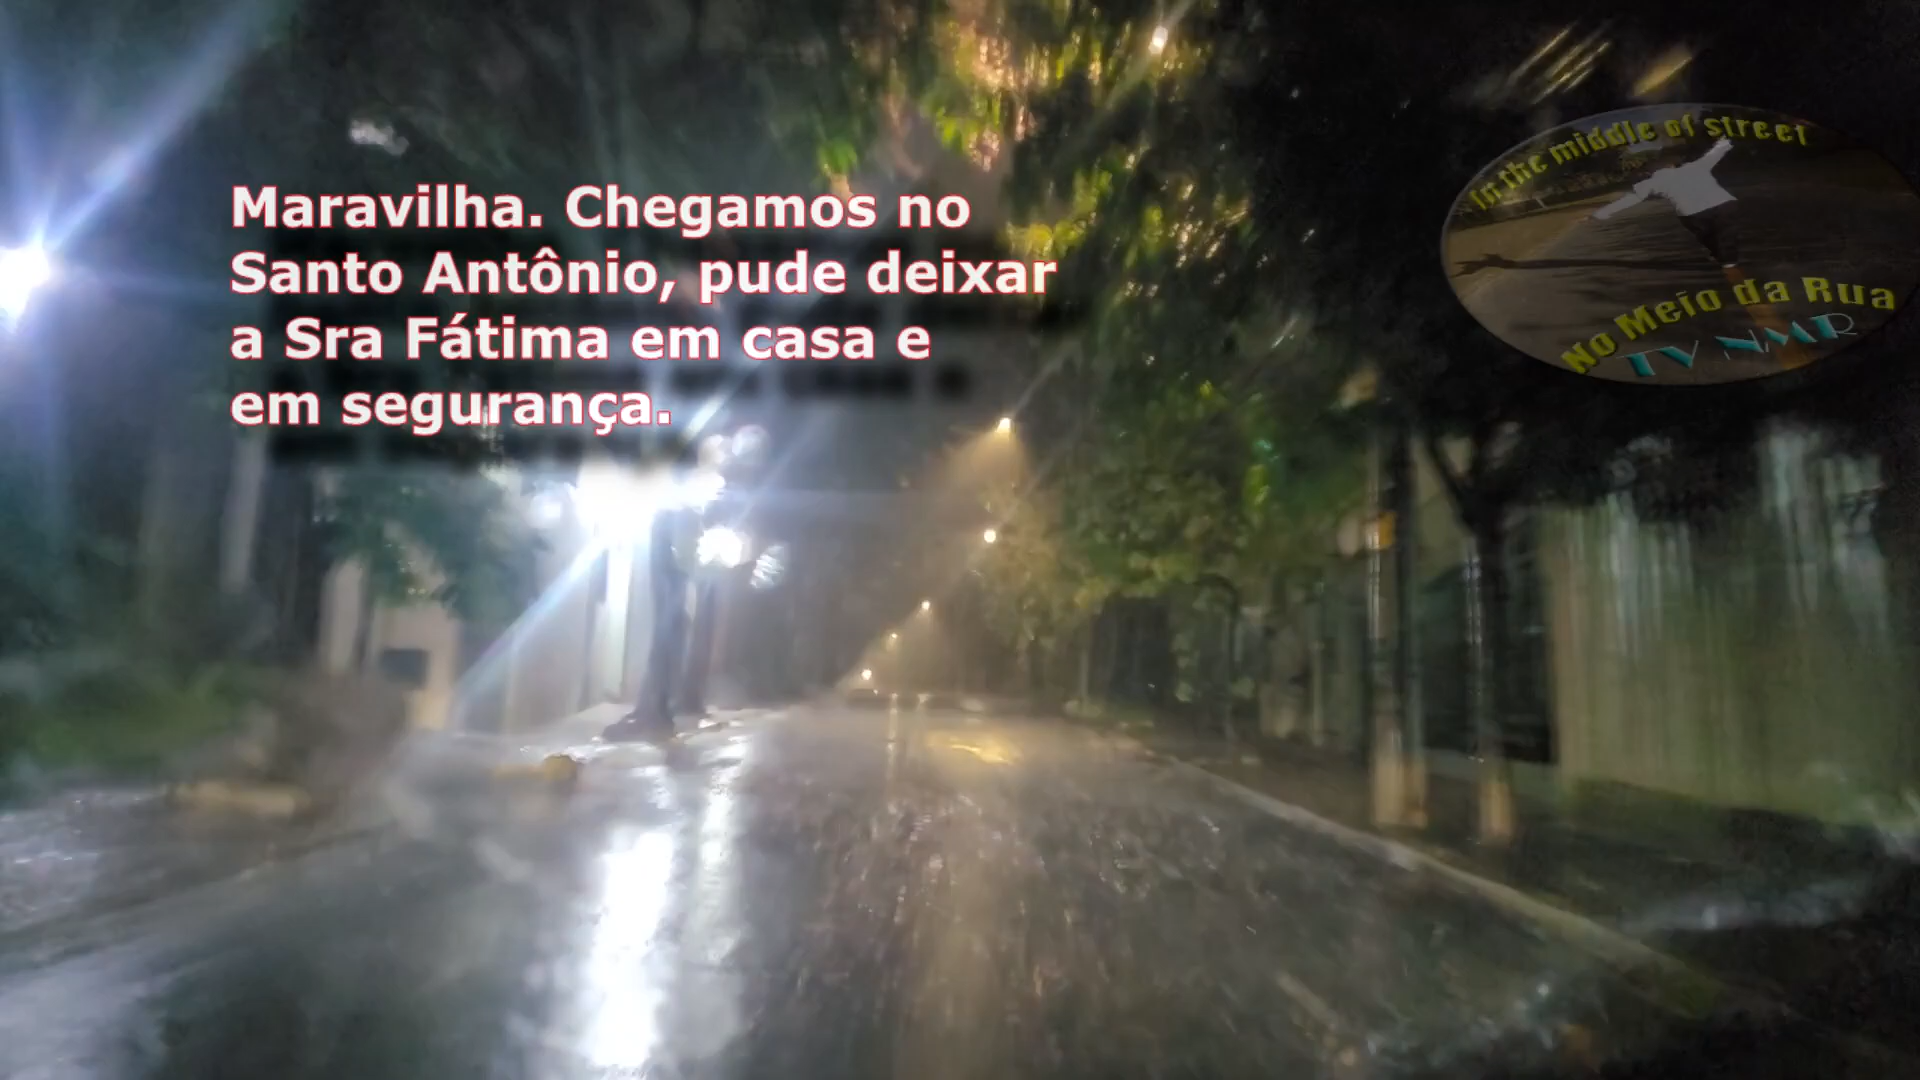 Maravilha. Chegamos no
Santo Antônio, pude deixar
a Sra Fátima em casa e
em segurança.
In the middle of street
No Meio da Rua
TV NMR